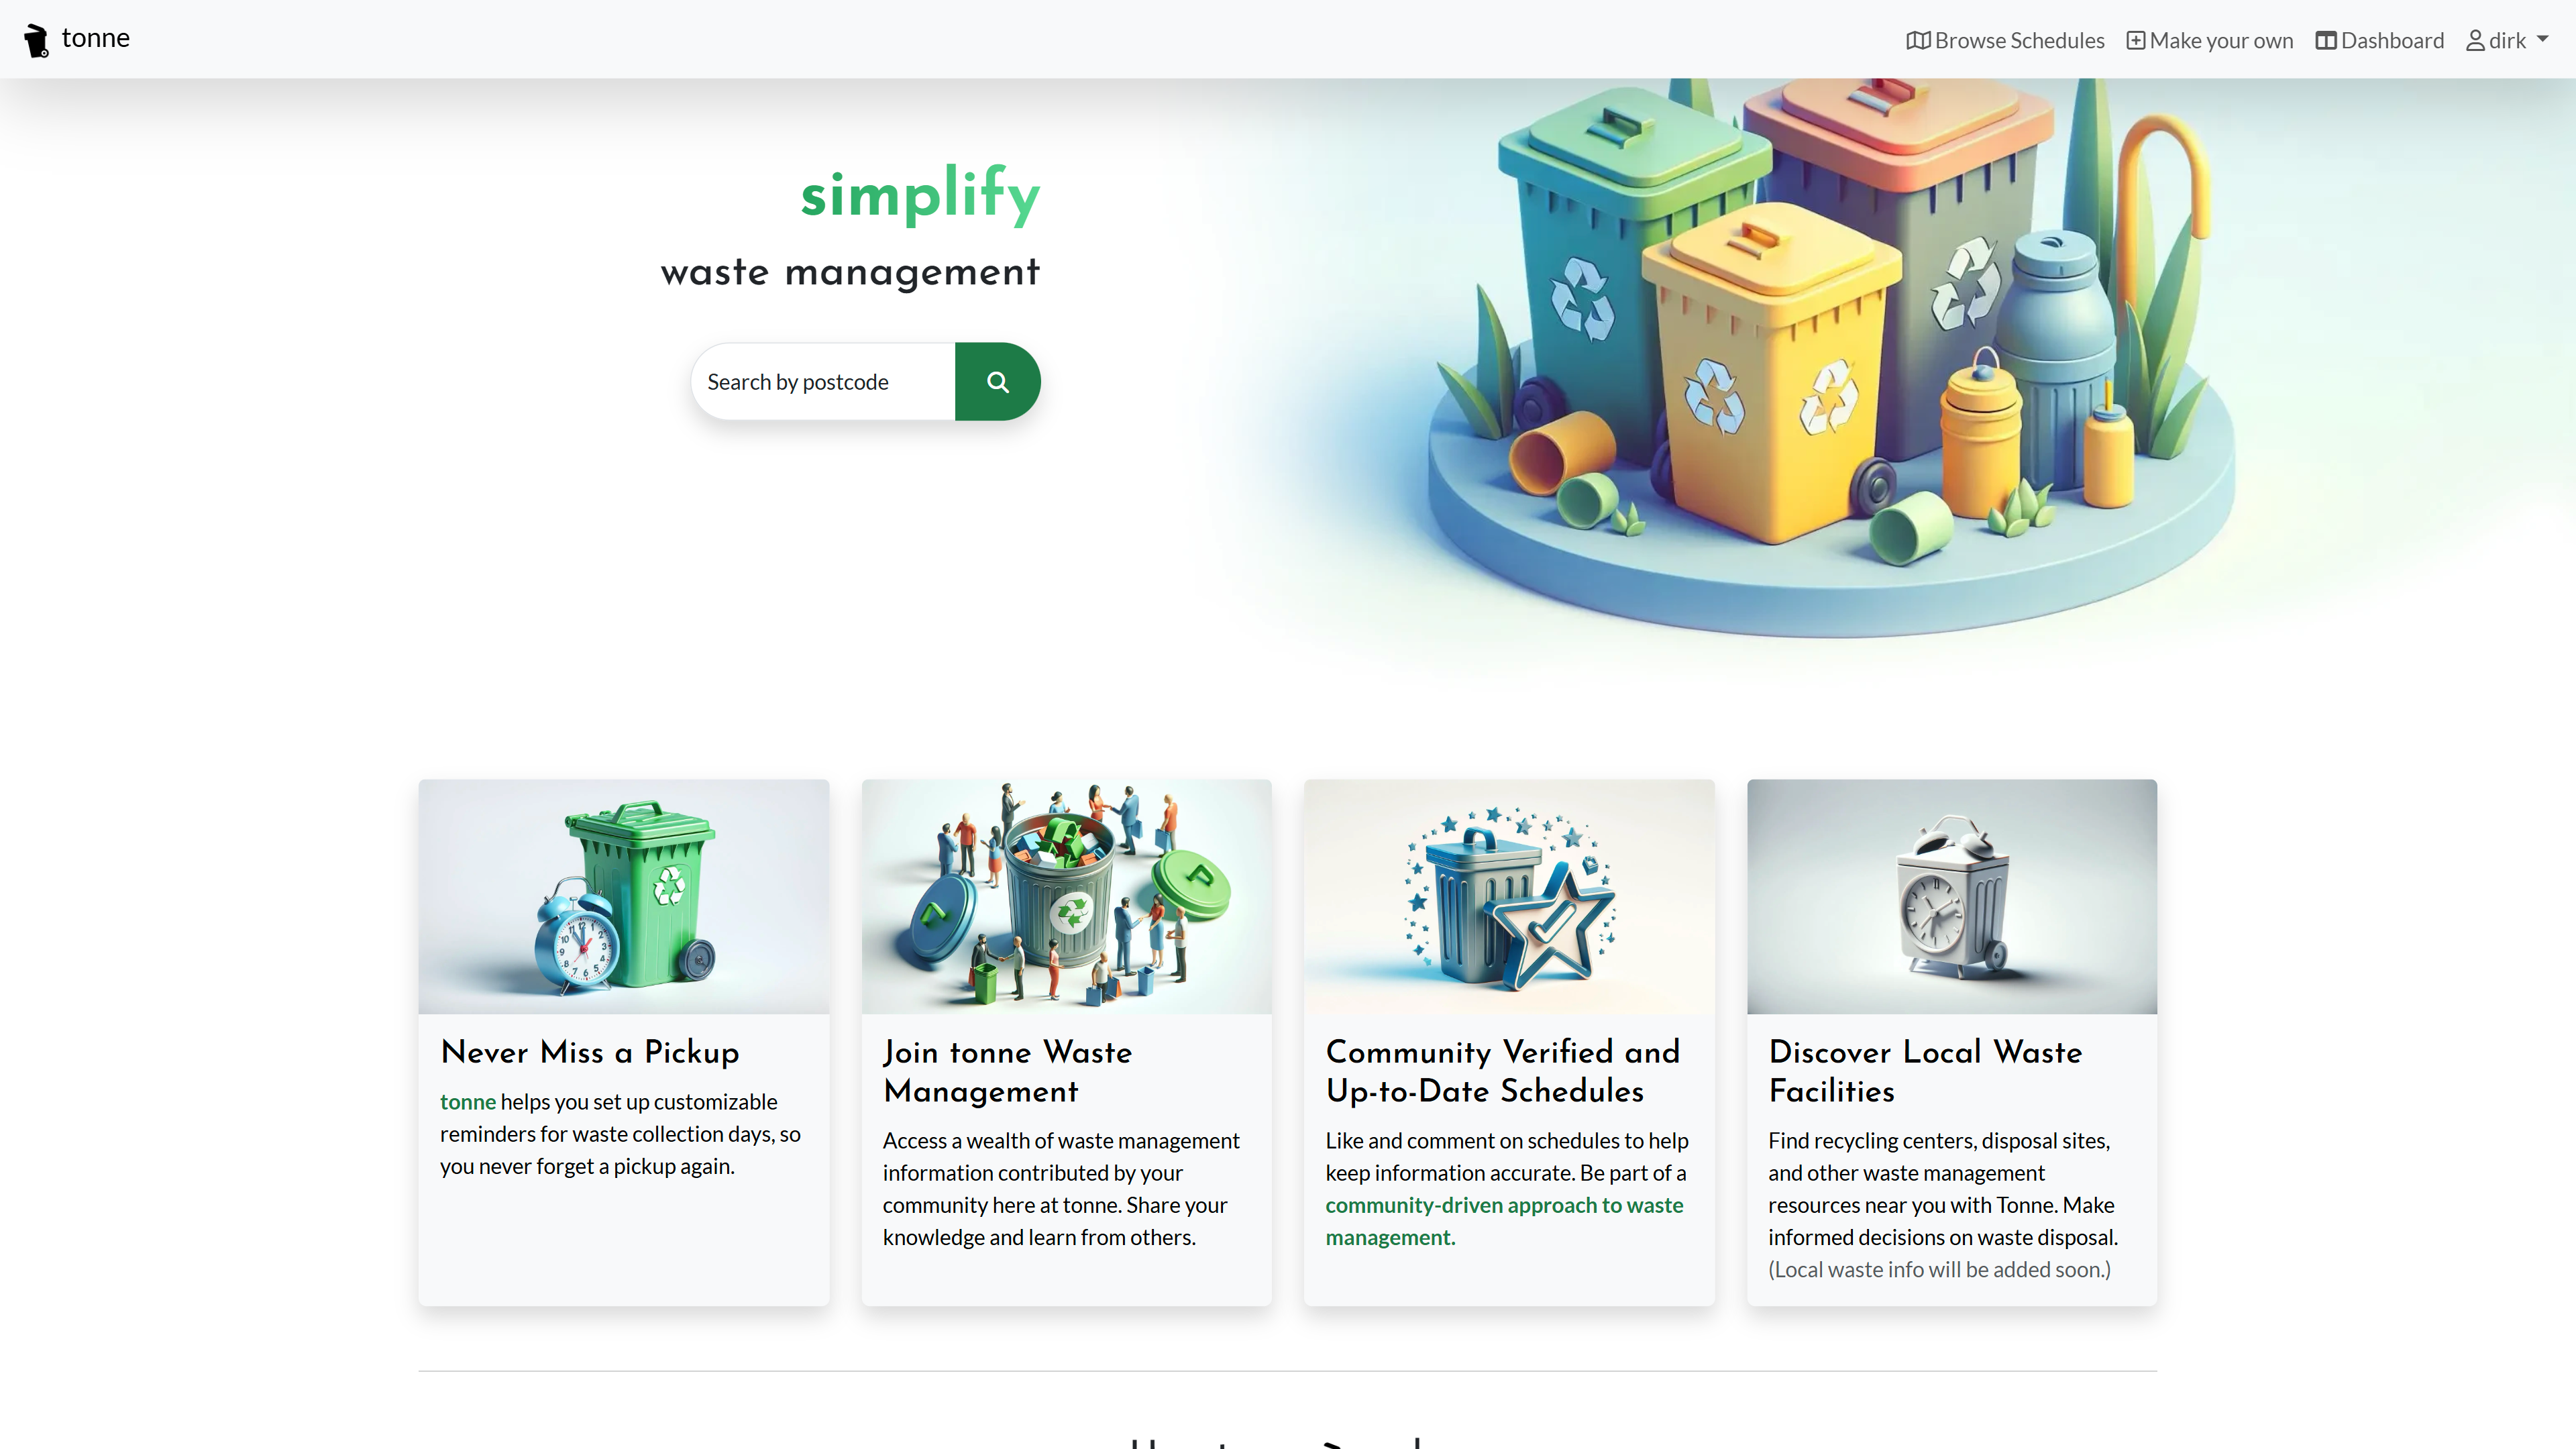 tonne
Browse Schedules
Make your own
Dashboard
dirk
simplify
waste management
Search by postcode
Never Miss a Pickup
tonne helps you set up customizable
reminders for waste collection days, so
you never forget a pickup again.
Join tonne Waste
Management
Access a wealth of waste management
information contributed by your
community here at tonne. Share your
knowledge and learn from others.
Community Verified and
Up-to-Date Schedules
Like and comment on schedules to help
keep information accurate. Be part of a
community-driven approach to waste
management.
Discover Local Waste
Facilities
Find recycling centers, disposal sites,
and other waste management
resources near you with Tonne. Make
informed decisions on waste disposal.
(Local waste info will be added soon.)